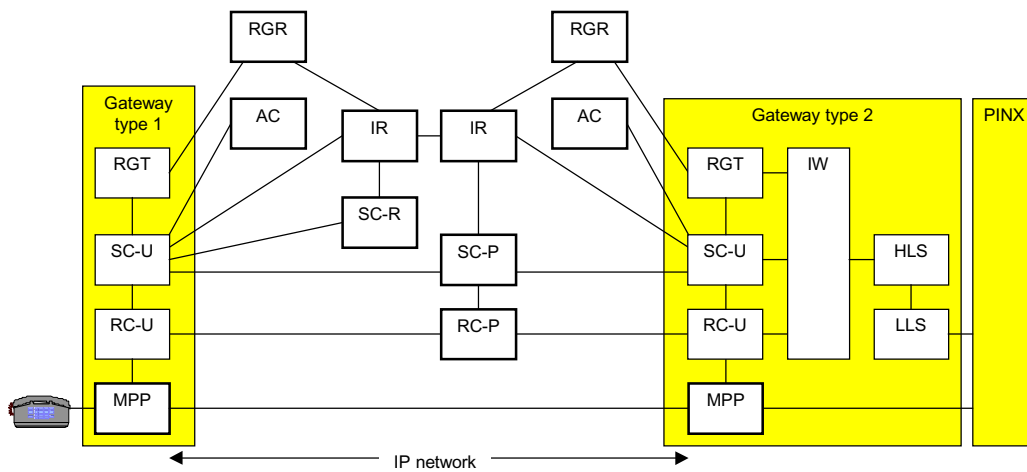 RGR
RGR
Gateway
type 1
AC
IR
IR
AC
Gateway type 2
PINX
RGT
RGT
IW
SC-R
SC-U
SC-P
SC-U
HLS
RC-U
RC-P
RC-U
LLS
MPP
MPP
IP network